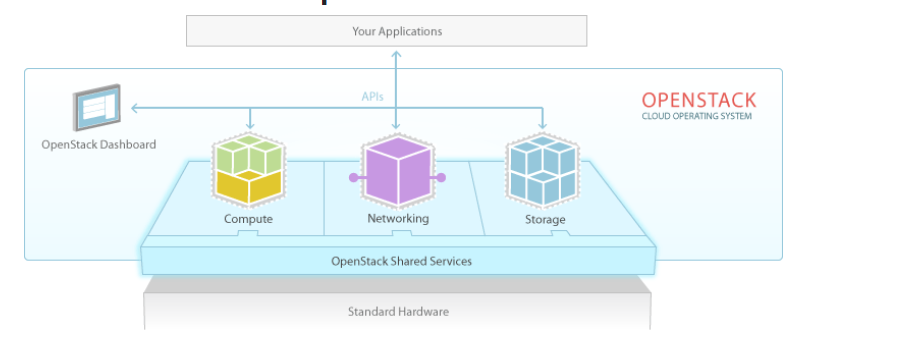 Your Applications
APIs
OPENSTACK
CLOUD OPERATING SYSTEM
OpenStack Dashboard
Compute
Networking
Storage
OpenStack Shared Services
Standard Hardware